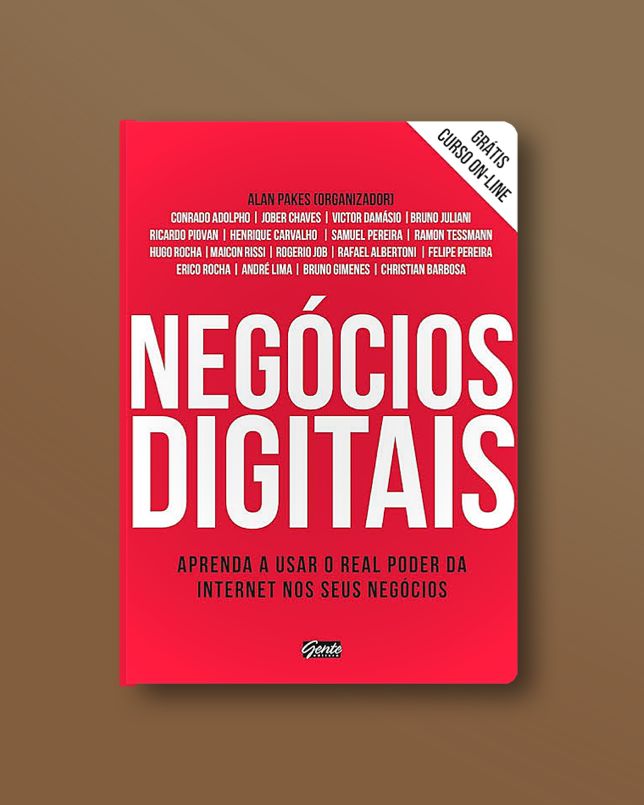 GRÁTIS
CURSO ON-LINE
ALAN PAKES (ORGANIZADOR)
CONRADO ADOLPHO | JOBER CHAVES | VICTOR DAMÁSIO | BRUNO JULIANI
RICARDO PIOVAN | HENRIQUE CARVALHO | SAMUEL PEREIRA | RAMON TESSMANN
HUGO ROCHA | MAICON RISSI | ROGERIO JOB | RAFAEL ALBERTONI | FELIPE PEREIRA
ERICO ROCHA | ANDRÉ LIMA | BRUNO GIMENES | CHRISTIAN BARBOSA
NEGÓCIOS
DIGITAIS
APRENDA A USAR O REAL PODER DA
INTERNET NOS SEUS NEGÓCIOS
Gente
EDITORA